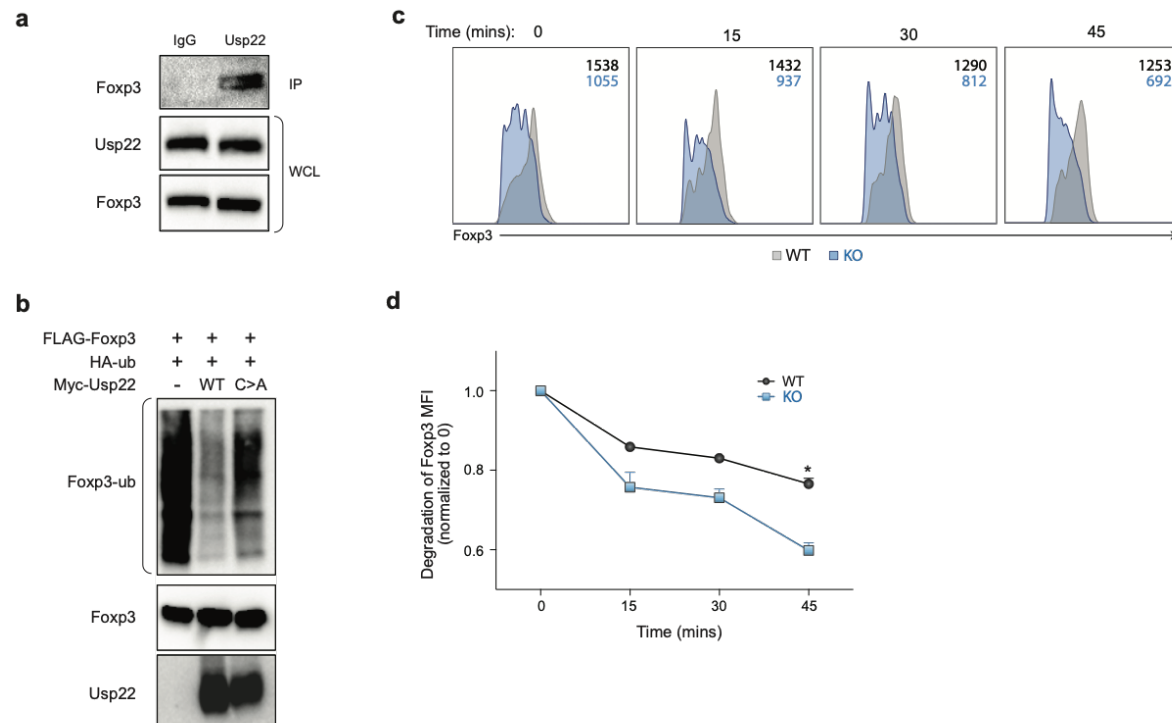 a
IgG Usp22
Foxp3 IP
Usp22
WCL
Foxp3
b
FLAG-Foxp3 + + +
HA-ub + + +
Myc-Usp22 - WT C>A
Foxp3-ub
Foxp3
Usp22
c
Time (mins): 0 15 30 45
1538 1432 1290 1253
1055 937 812 692
Foxp3
WT KO
d
Degradation of Foxp3 MFI
(normalized to 0)
1.0
0.8
0.6
WT
KO
*
0 15 30 45
Time (mins)